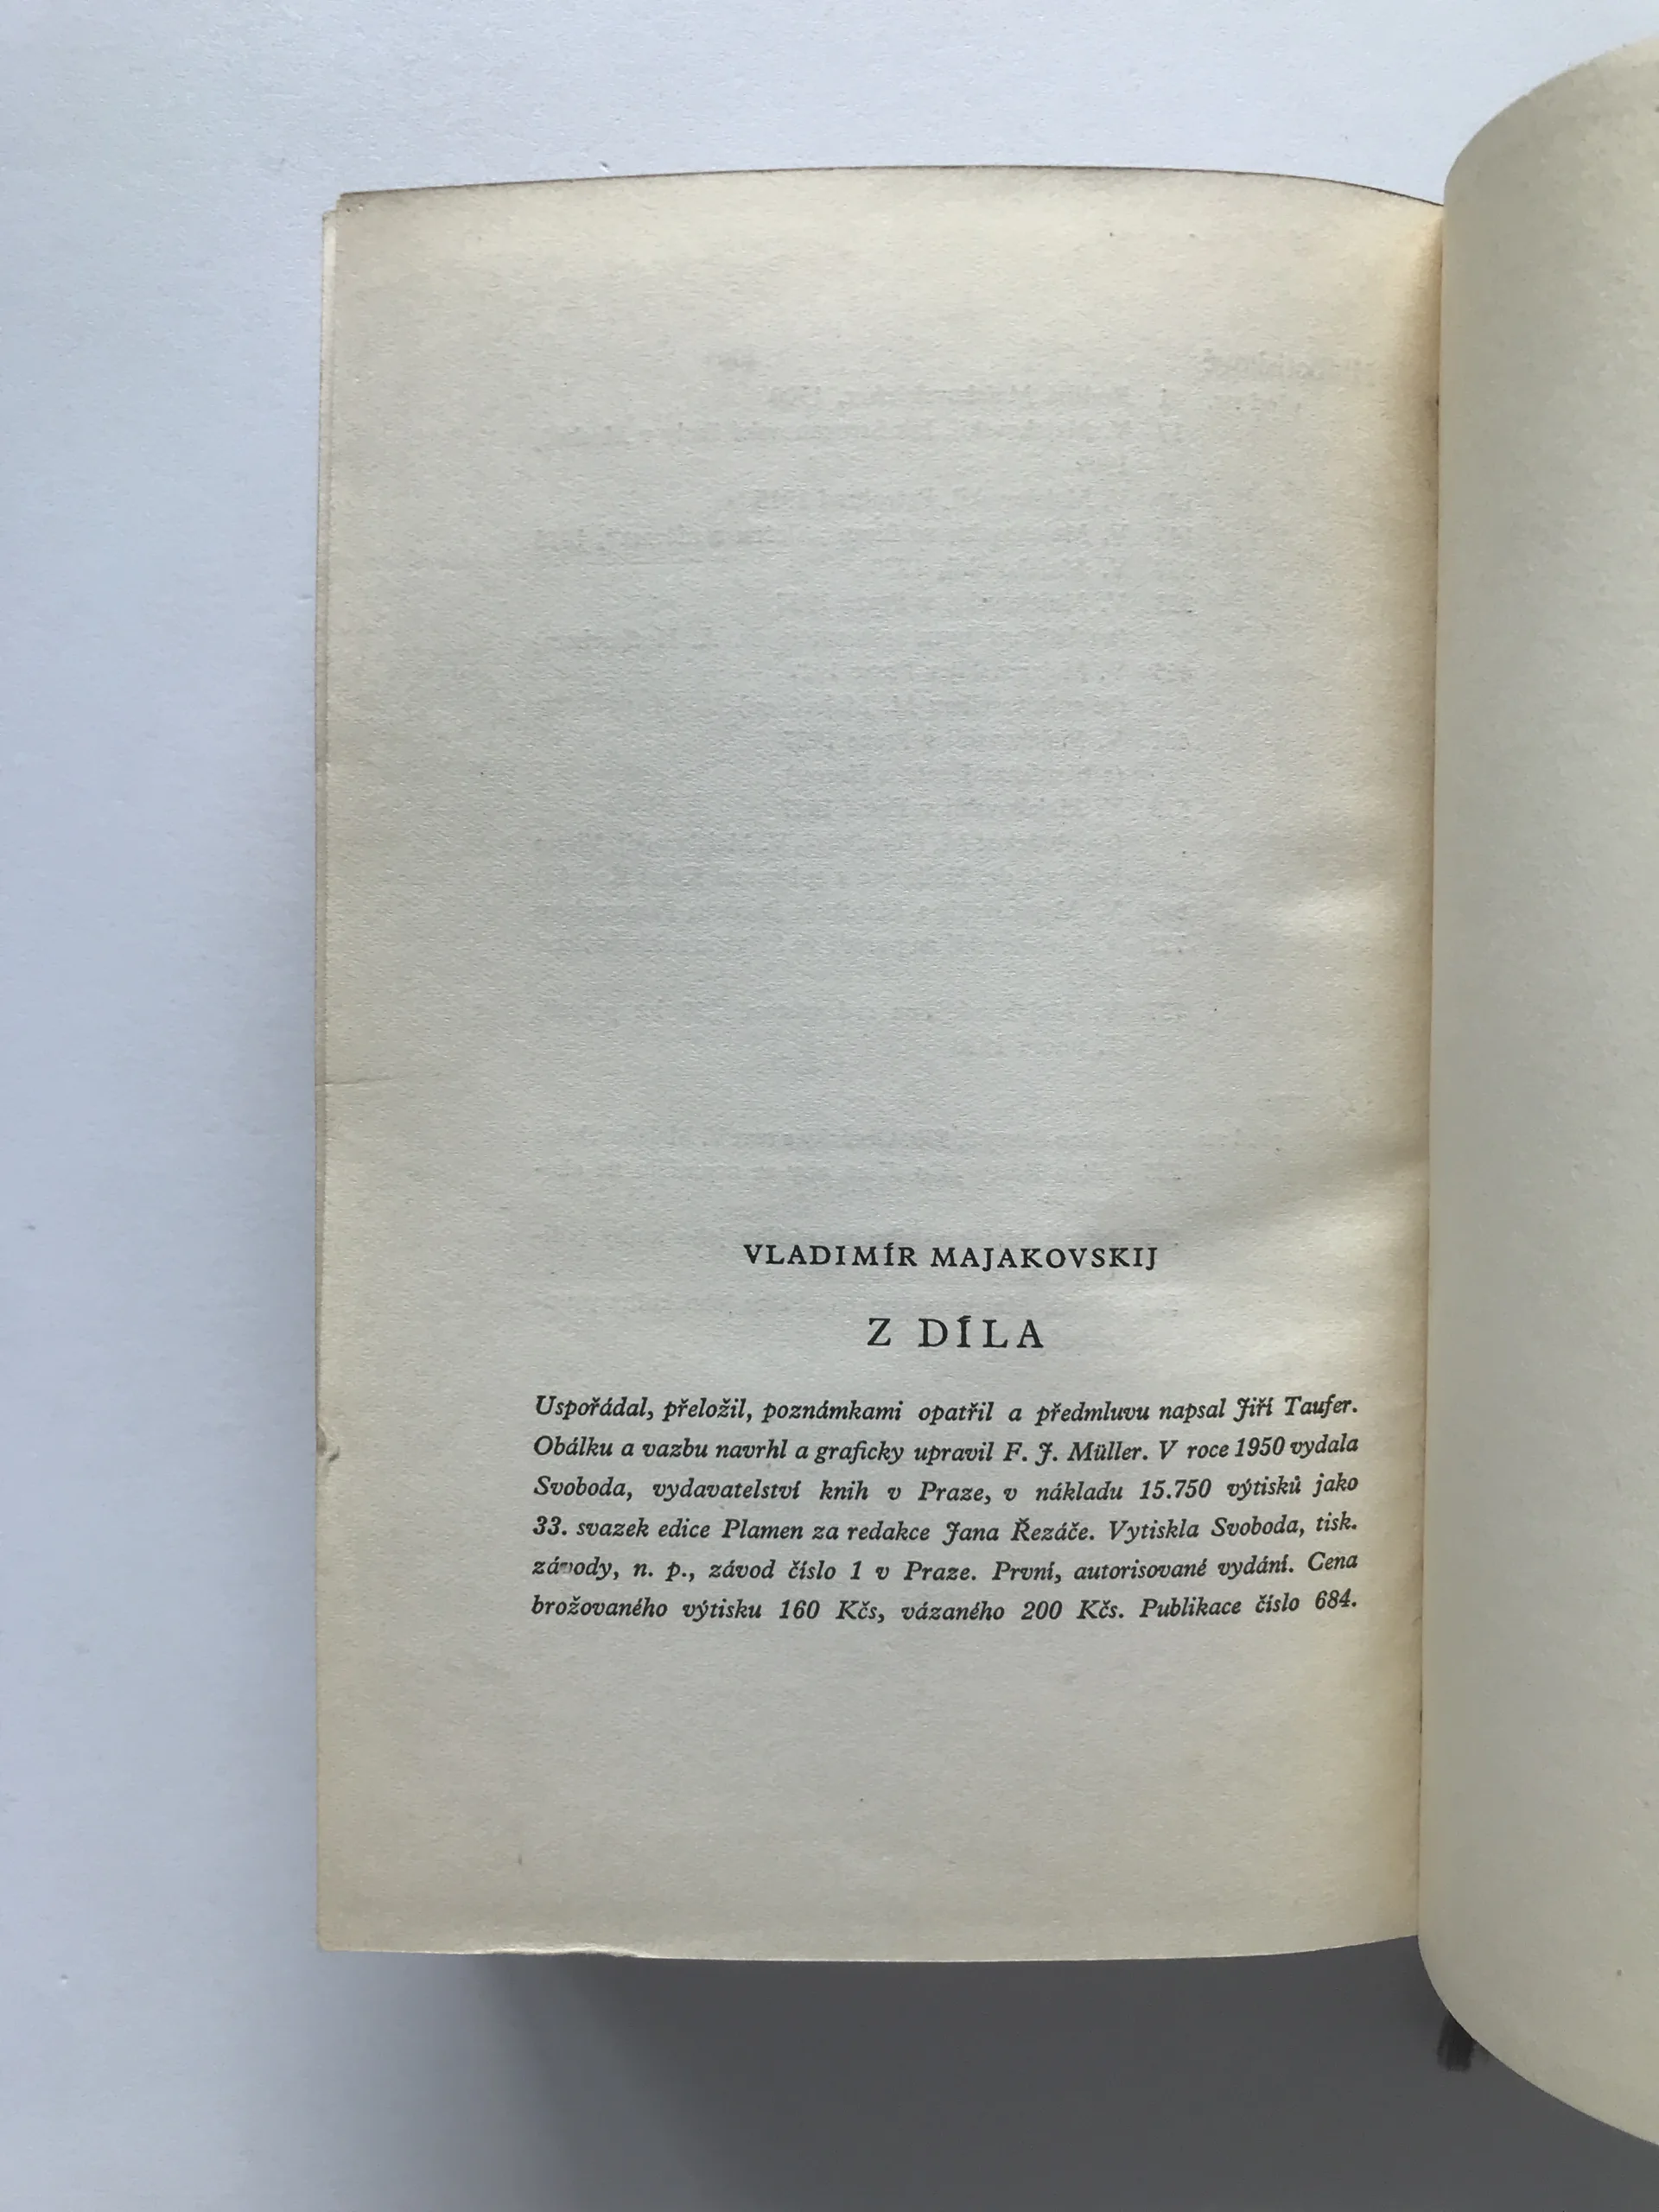 VLADIMÍR MAJAKOVSKIJ
Z DÍLA
Uspořádal, přeložil, poznámkami opatřil a předmluvu napsal Jiří Taufer.
Obálku a vazbu navrhl a graficky upravil F. J. Müller. V roce 1950 vydala
Svoboda, vydavatelství knih v Praze, v nákladu 15.750 výtisků jako
33. svazek edice Plamen za redakce Jana Řezáče. Vytiskla Svoboda, tisk.
závody, n. p., závod číslo 1 v Praze. První, autorisované vydání. Cena
brožovaného výtisku 160 Kčs, vázaného 200 Kčs. Publikace číslo 684.